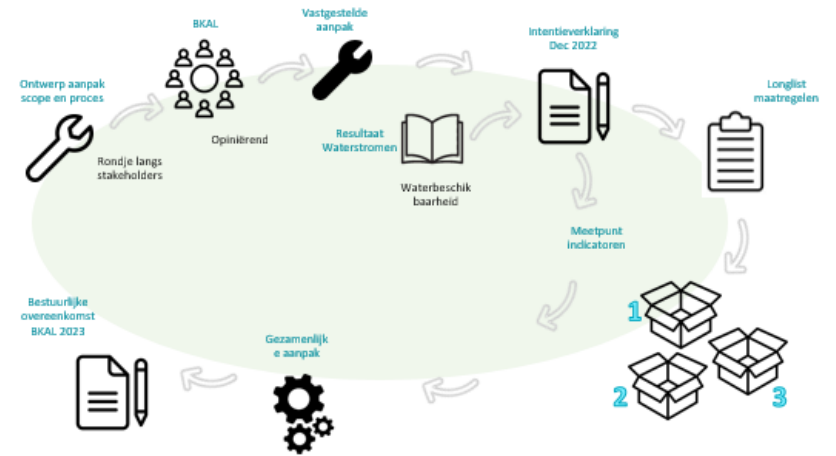 BKAL
Vastgestelde
aanpak
Intentieverklaring
Dec 2022
Ontwerp aanpak
scope en proces
Longlist
maatregelen
Opiniërend
Resultaat
Waterstromen
Rondje langs
stakeholders
Waterbeschik
baarheid
Meetpunt
indicatoren
Bestuurlijke
overeenkomst
BKAL 2023
1
Gezamenlijk
e aanpak
2
3